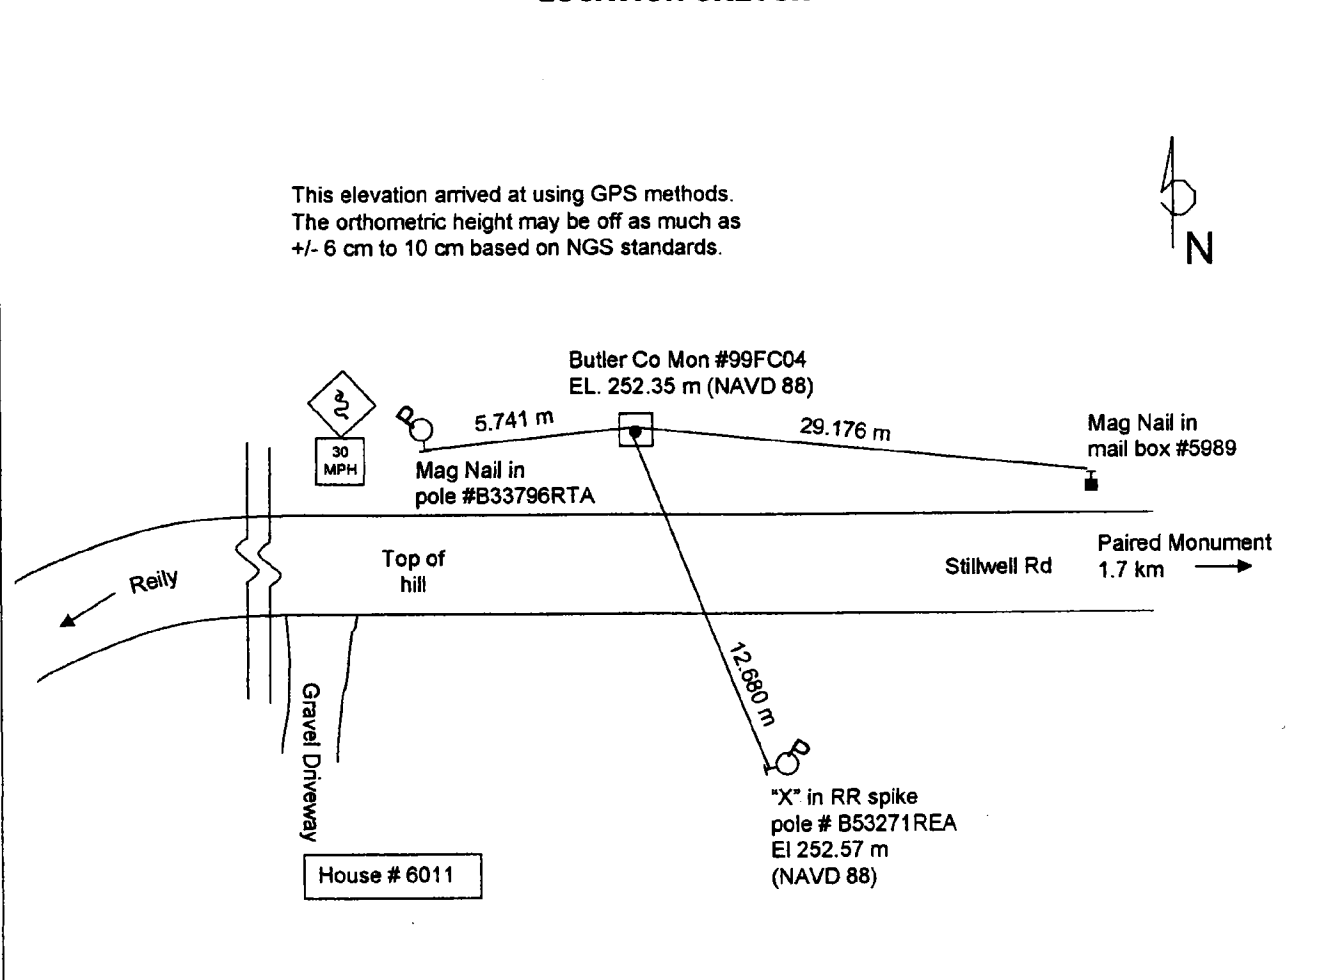 This elevation arrived at using GPS methods.
The orthometric height may be off as much as
+/- 6 cm to 10 cm based on NGS standards.
N
Butler Co Mon #99FC04
EL. 252.35 m (NAVD 88)
30
MPH
P
5.741 m
29.176 m
Mag Nail in
mail box #5989
Mag Nail in
pole #B33796RTA
Reily
Top of
hill
Stillwell Rd
Paired Monument
1.7 km
12.680 m
Gravel Driveway
P
"X" in RR spike
pole # B53271REA
El 252.57 m
(NAVD 88)
House # 6011